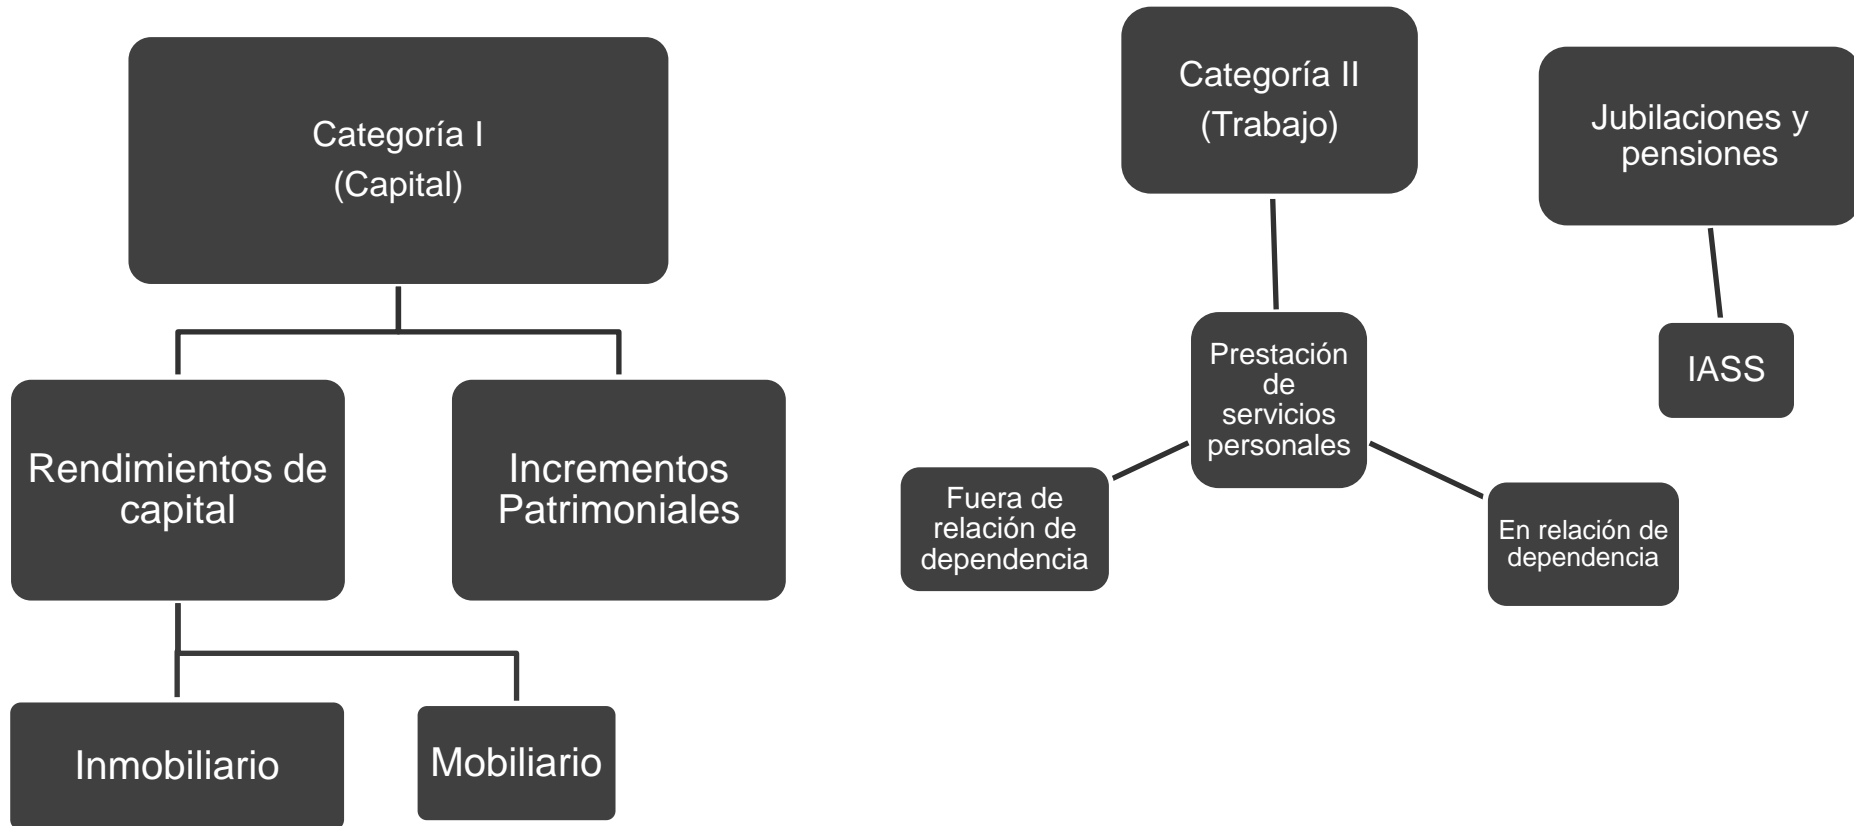 Categoría I
(Capital)
Rendimientos de
capital
Incrementos
Patrimoniales
Inmobiliario
Mobiliario
Categoría II
(Trabajo)
Prestación
de
servicios
personales
Fuera de
relación de
dependencia
En relación de
dependencia
Jubilaciones y
pensiones
IASS